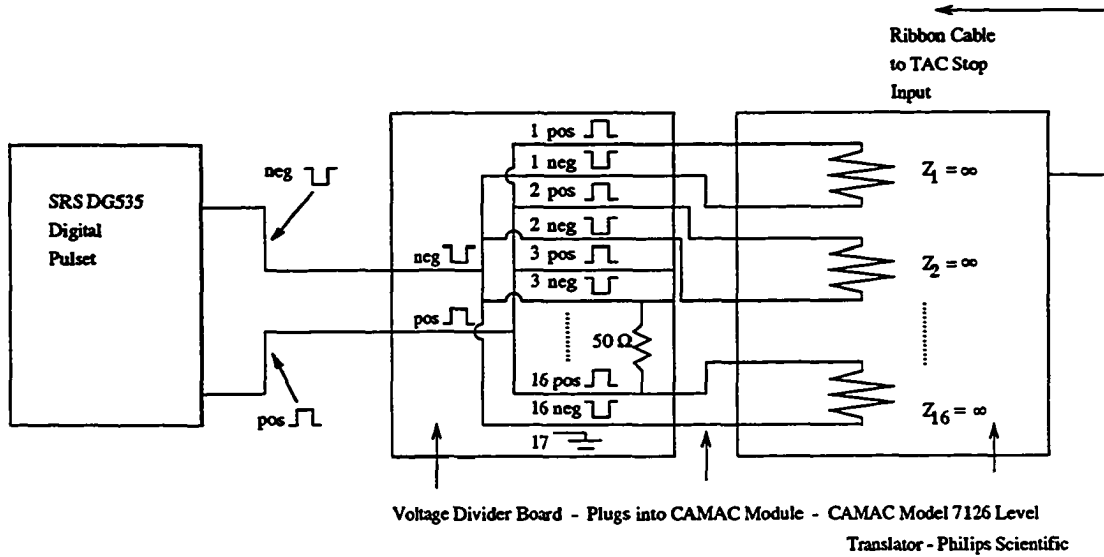 Ribbon Cable
to TAC Stop
Input
SRS DG535
Digital
Pulset
neg
pos
neg
pos
1 pos
1 neg
2 pos
2 neg
3 pos
3 neg
50 Ω
16 pos
16 neg
17
Z1 = ∞
Z2 = ∞
Z16 = ∞
Voltage Divider Board - Plugs into CAMAC Module - CAMAC Model 7126 Level
Translator - Philips Scientific